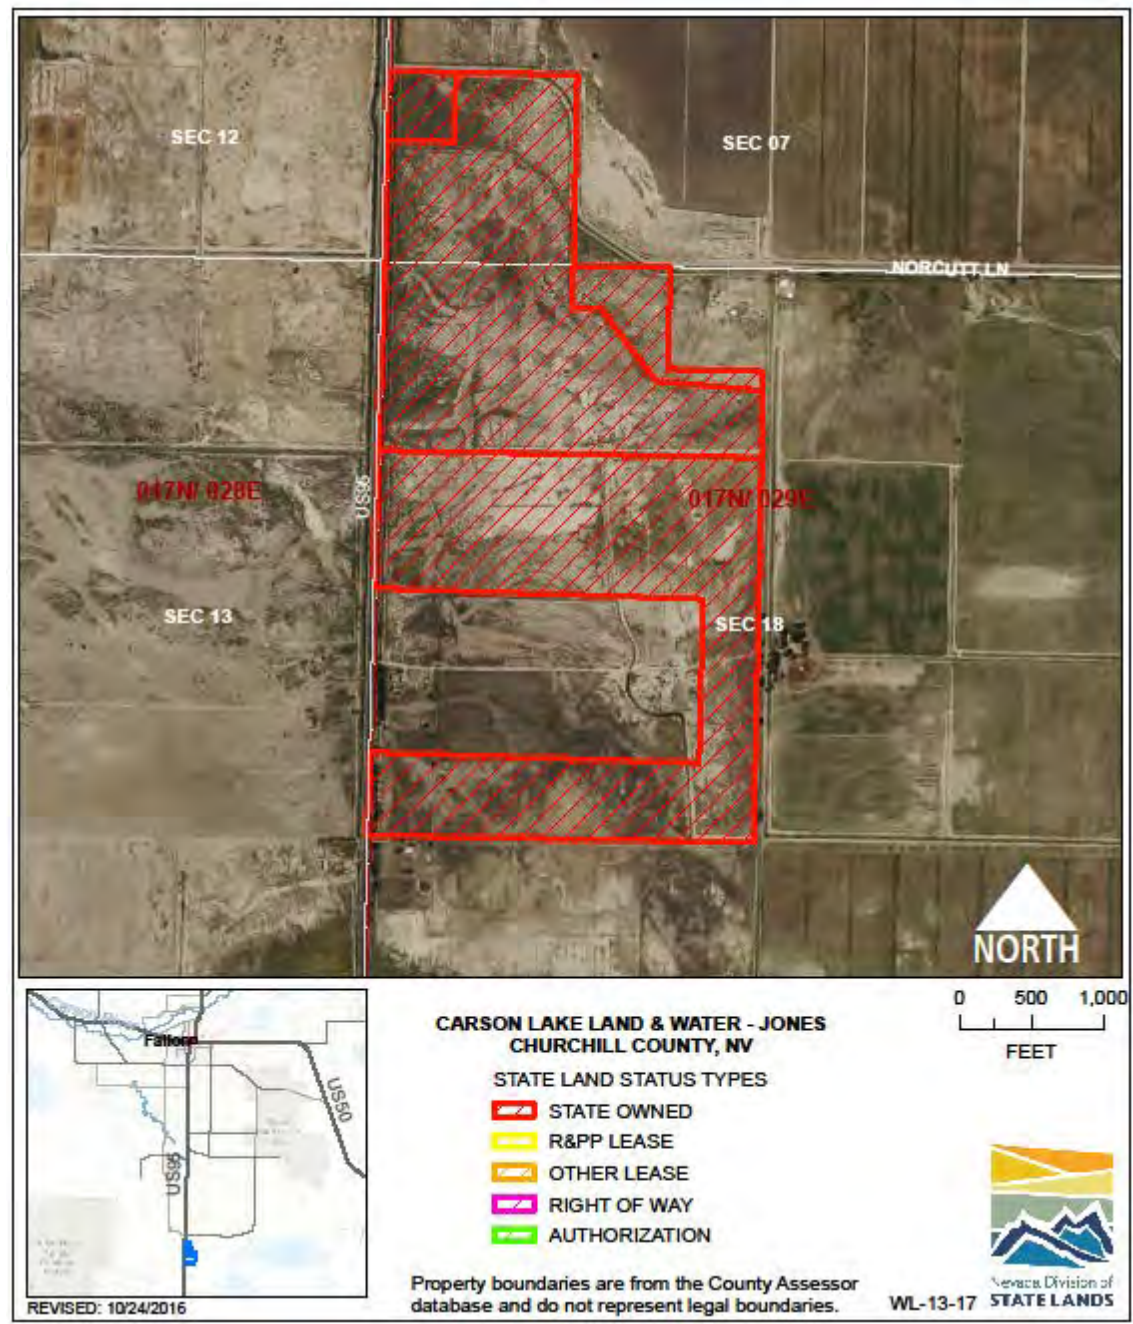 SEC 12
SEC 07
NORCUTT LN
017N/ 028E
US95
017N/ 029E
SEC 13
SEC 18
NORTH
Fallon
US50
US95
REVISED: 10/24/2016
CARSON LAKE LAND & WATER - JONES
CHURCHILL COUNTY, NV
STATE LAND STATUS TYPES
STATE OWNED
R&PP LEASE
OTHER LEASE
RIGHT OF WAY
AUTHORIZATION
Property boundaries are from the County Assessor
database and do not represent legal boundaries.
0 500 1,000
FEET
WL-13-17
Nevada Division of
STATE LANDS